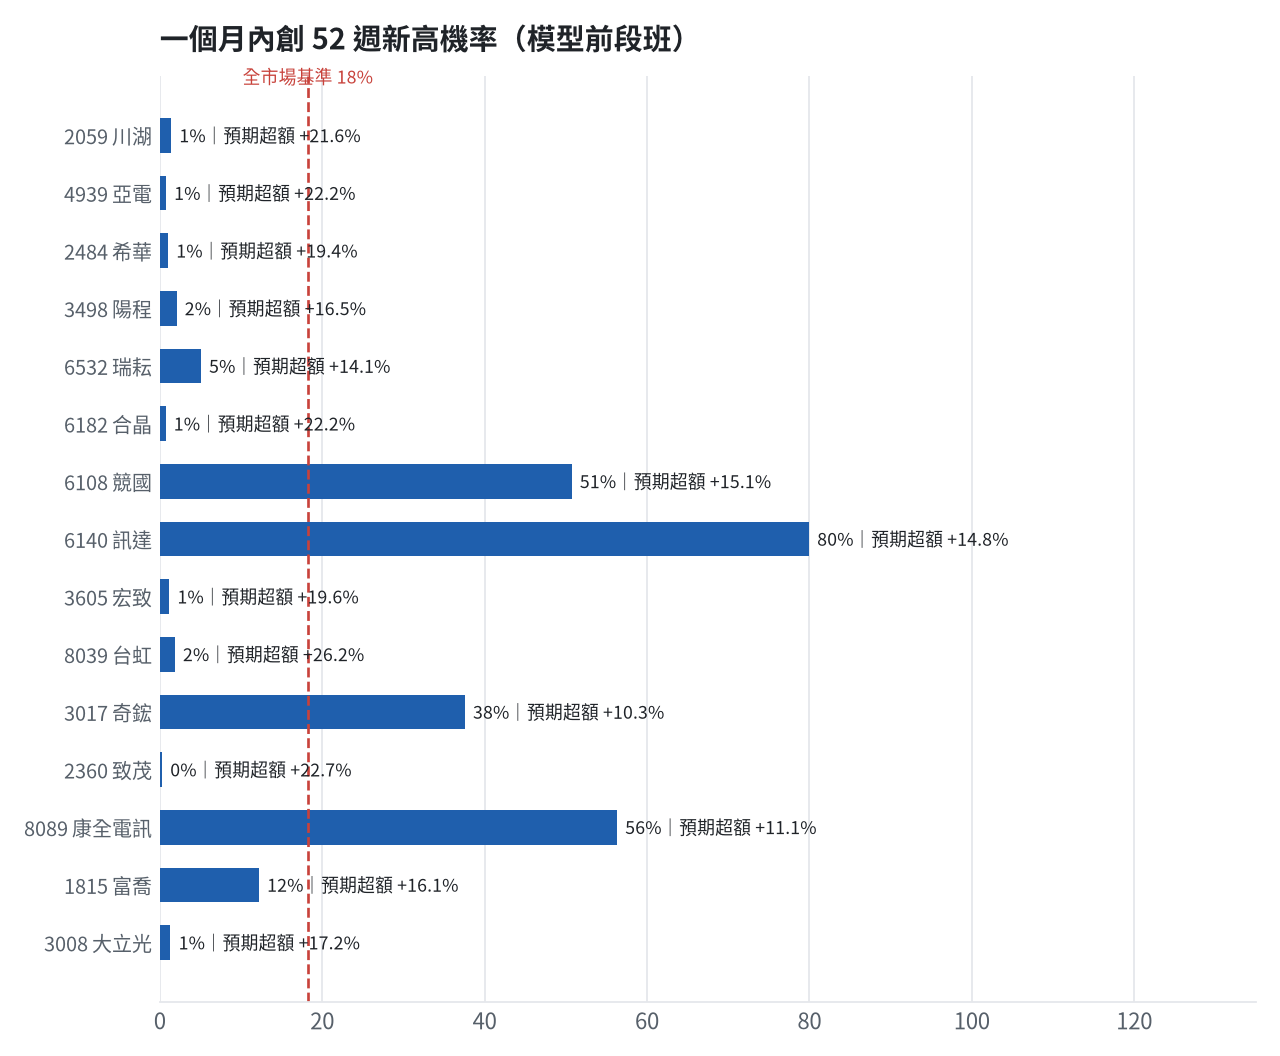 一個月內創 52 週新高機率（模型前段班）
全市場基準 18%
2059 川湖 1%｜預期超額 +21.6%
4939 亞電 1%｜預期超額 +22.2%
2484 希華 1%｜預期超額 +19.4%
3498 陽程 2%｜預期超額 +16.5%
6532 瑞耘 5%｜預期超額 +14.1%
6182 合晶 1%｜預期超額 +22.2%
6108 競國 51%｜預期超額 +15.1%
6140 訊達 80%｜預期超額 +14.8%
3605 宏致 1%｜預期超額 +19.6%
8039 台虹 2%｜預期超額 +26.2%
3017 奇鋐 38%｜預期超額 +10.3%
2360 致茂 0%｜預期超額 +22.7%
8089 康全電訊 56%｜預期超額 +11.1%
1815 富喬 12%｜預期超額 +16.1%
3008 大立光 1%｜預期超額 +17.2%
0 20 40 60 80 100 120